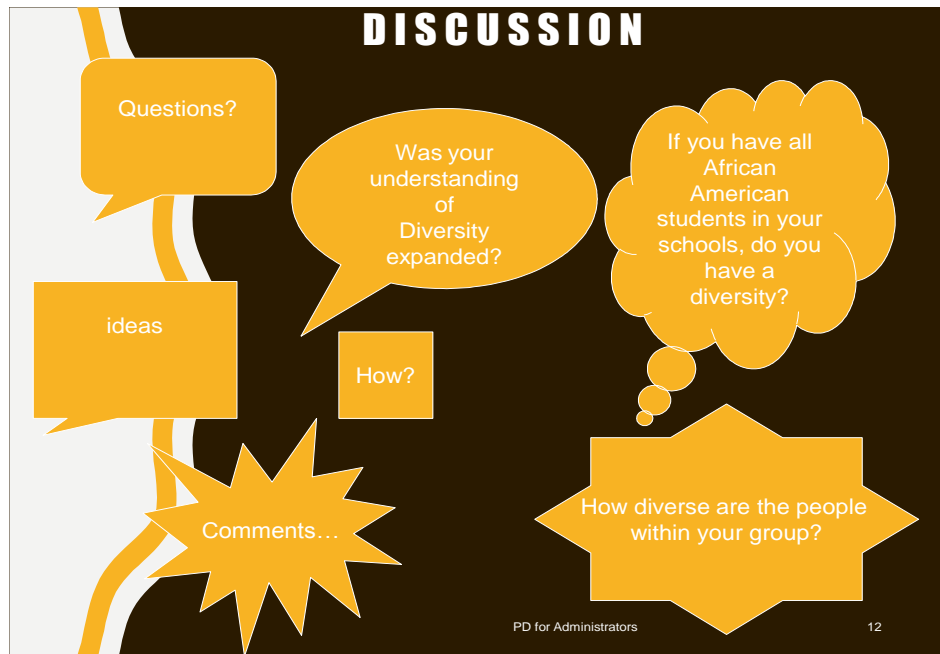 DISCUSSION
Questions?
Was your
understanding
of
Diversity
expanded?
If you have all
African
American
students in your
schools, do you
have a
diversity?
ideas
How?
Comments…
How diverse are the people
within your group?
PD for Administrators
12